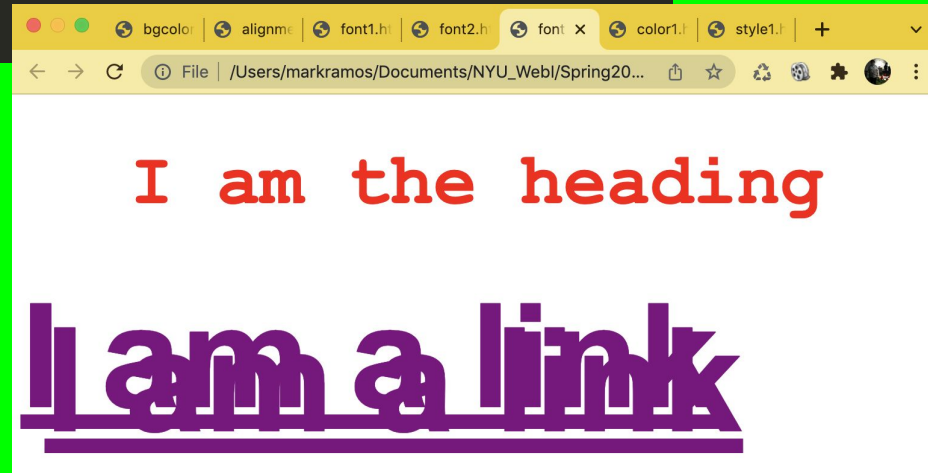 bgcolor alignme font1.ht font2.h font color1.h style1.h
File /Users/markramos/Documents/NYU_WebI/Spring20...
I am the heading
I am a link